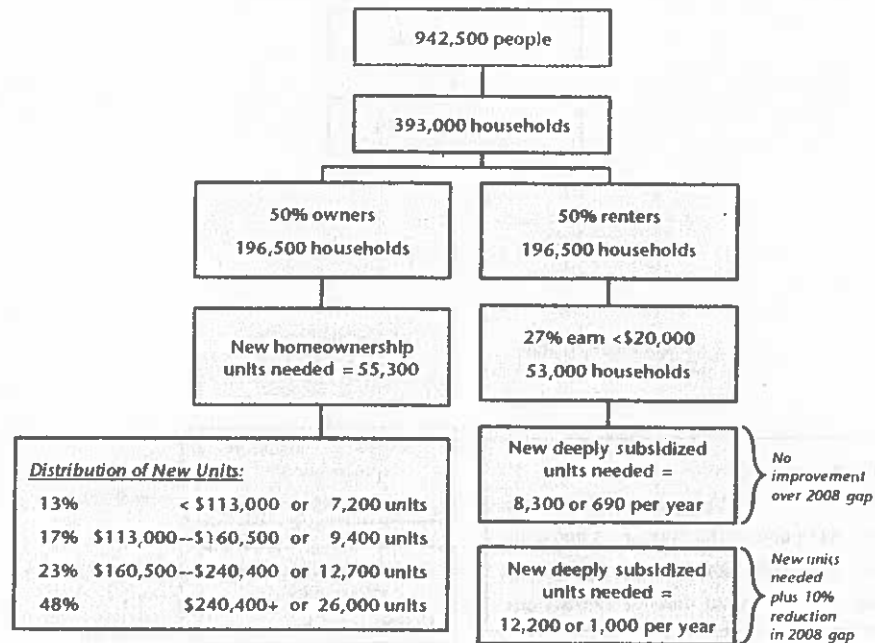 942,500 people
393,000 households
50% owners
196,500 households
50% renters
196,500 households
New homeownership
units needed = 55,300
27% earn <$20,000
53,000 households
Distribution of New Units:
13% < $113,000 or 7,200 units
17% $113,000--$160,500 or 9,400 units
23% $160,500--$240,400 or 12,700 units
48% $240,400+ or 26,000 units
New deeply subsidized
units needed =
8,300 or 690 per year
No
improvement
over 2008 gap
New deeply subsidized
units needed =
12,200 or 1,000 per year
New units
needed
plus 10%
reduction
in 2008 gap